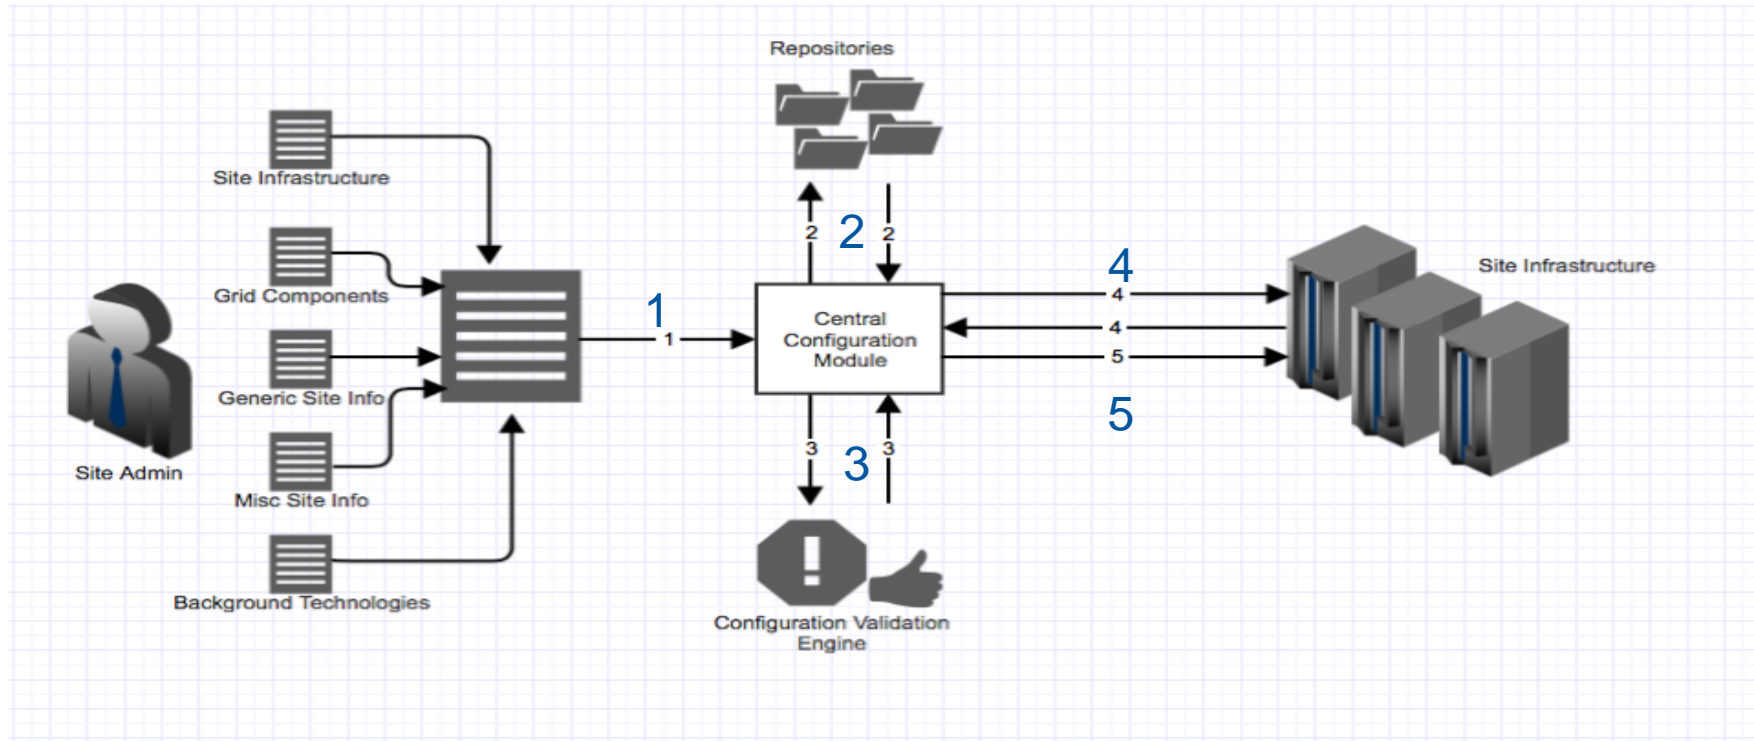 Repositories
Site Infrastructure
2
2
2
4
Site Infrastructure
Grid Components
1
4
1
Central
Configuration
Module
4
5
Generic Site Info
5
3
3
3
Site Admin
Misc Site Info
Background Technologies
Configuration Validation
Engine